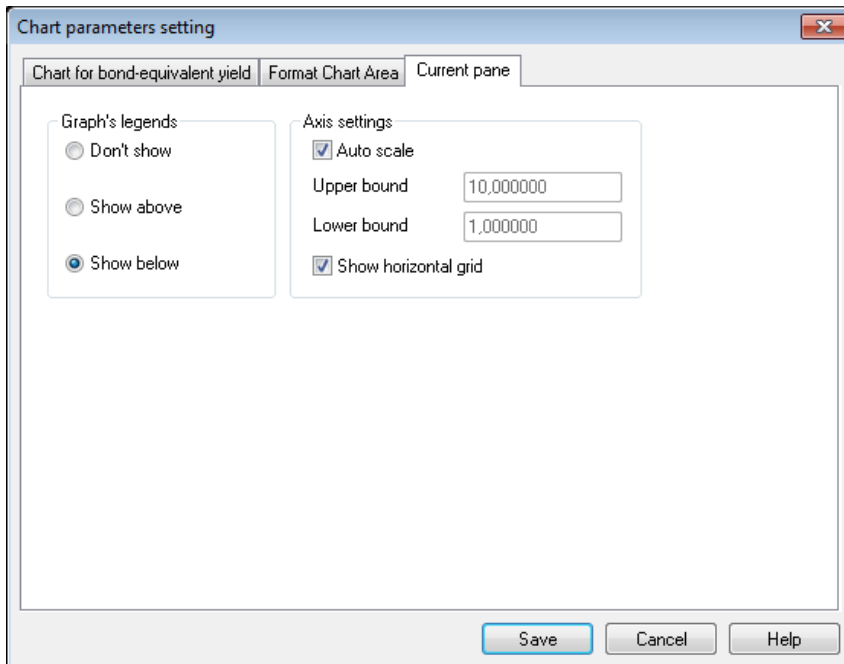 Chart parameters setting
Chart for bond-equivalent yield
Format Chart Area
Current pane
Graph's legends
Don't show
Show above
Show below
Axis settings
Auto scale
Upper bound 10,000000
Lower bound 1,000000
Show horizontal grid
Save
Cancel
Help